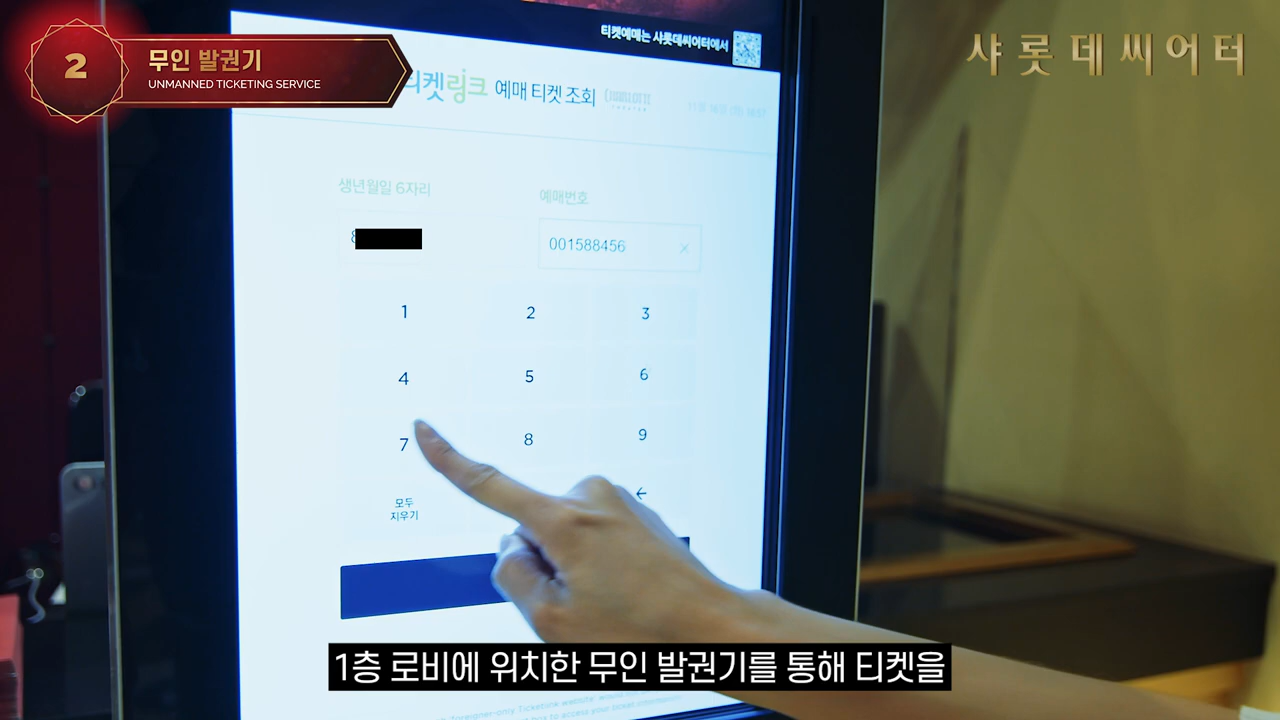 2
무인 발권기
UNMANNED TICKETING SERVICE
샤롯데씨어터
티켓예매는 샤롯데씨어터에서
티켓링크 예매 티켓 조회
생년월일 6자리
예매번호
001588456 ×
1 2 3
4 5 6
7 8 9
모두
지우기
←
1층 로비에 위치한 무인 발권기를 통해 티켓을